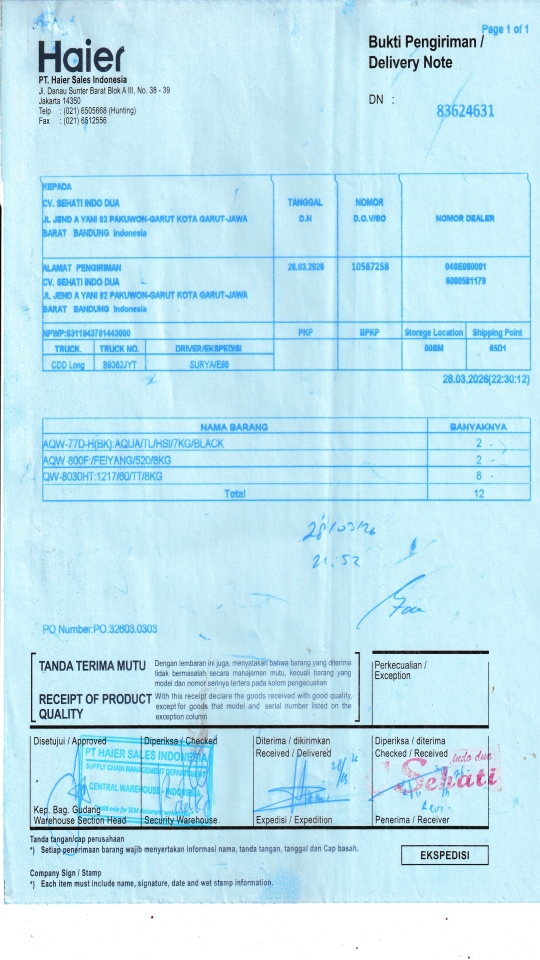 Page 1 of 1
Haier
Bukti Pengiriman /
Delivery Note
PT. Haier Sales Indonesia
Jl. Danau Sunter Barat Blok A III, No. 38 - 39
Jakarta 14350
Telp : (021) 6505668 (Hunting)
Fax : (021) 6512556
DN :
83624631
KEPADA
CV. SEHATI INDO DUA
JL JEND A YANI 82 PAKUWON-GARUT KOTA GARUT-JAWA
BARAT BANDUNG Indonesia
TANGGAL
D.N
NOMOR
D.O.V/SO
NOMOR DEALER
ALAMAT PENGIRIMAN
CV. SEHATI INDO DUA
JL JEND A YANI 82 PAKUWON-GARUT KOTA GARUT-JAWA
BARAT BANDUNG Indonesia
28.03.2026
10587258
6000581179
PKP
BPKP
Storege Location
Shipping Point
TRUCK.
TRUCK NO.
DRIVER/EKSPEDISI
CDD Long
B9362JYT
28.03.2026(22:30:12)
NAMA BARANG
BANYAKNYA
AQW-77D-H(BK):AQUA/TL/HSI/7KG/BLACK
2
AQW-800F:/FEIYANG/520/8KG
2
QW-8030HT:1217/60/TT/8KG
8
Total
12
28/03/26
21:52
PO Number:PO.32603.0303
TANDA TERIMA MUTU
Dengan lembaran ini juga, menyatakan bahwa barang yang diterima
tidak bermasalah secara manajemen mutu, kecuali barang yang
model dan nomor serinya tertera pada kolom pengecualian
RECEIPT OF PRODUCT
QUALITY
With this receipt declare the goods received with good quality,
except for goods that model and serial number listed on the
exception column
Perkecualian /
Exception
Disetujui / Approved
Diperiksa / Checked
Diterima / dikirimkan
Received / Delivered
Diperiksa / diterima
Checked / Received
PT HAIER SALES INDONESIA
SUPPLY CHAIN MANAGEMENT DEPARTMENT
CENTRAL WAREHOUSE - INDONESIA
indo dua
Sehati
Kep. Bag. Gudang
Warehouse Section Head
Security Warehouse
Expedisi / Expedition
Penerima / Receiver
Tanda tangan/cap perusahaan
*) Setiap penerimaan barang wajib menyertakan informasi nama, tanda tangan, tanggal dan Cap basah.
EKSPEDISI
Company Sign / Stamp
*) Each item must include name, signature, date and wet stamp information.